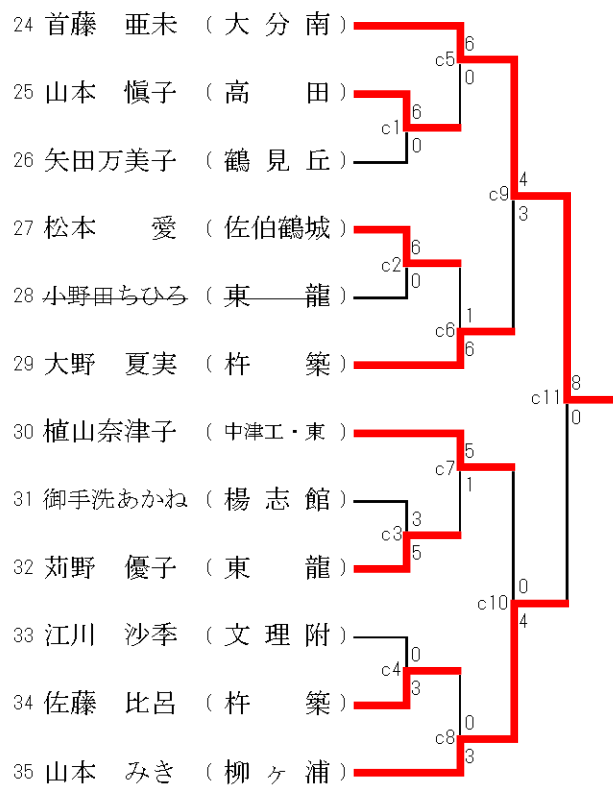 24 首藤 亜未 ( 大分南 )
6
c5
0
25 山本 愼子 ( 高田 )
6
c1
0
26 矢田万美子 ( 鶴見丘 )
4
c9
3
27 松本 愛 ( 佐伯鶴城 )
6
c2
0
28 小野田ちひろ ( 東龍 )
1
c6
6
29 大野 夏実 ( 杵築 )
8
c11
0
30 植山奈津子 ( 中津工・東 )
5
c7
1
31 御手洗あかね ( 楊志館 )
3
c3
5
32 苅野 優子 ( 東龍 )
0
c10
4
33 江川 沙季 ( 文理附 )
0
c4
3
34 佐藤 比呂 ( 杵築 )
0
c8
3
35 山本 みき ( 柳ヶ浦 )